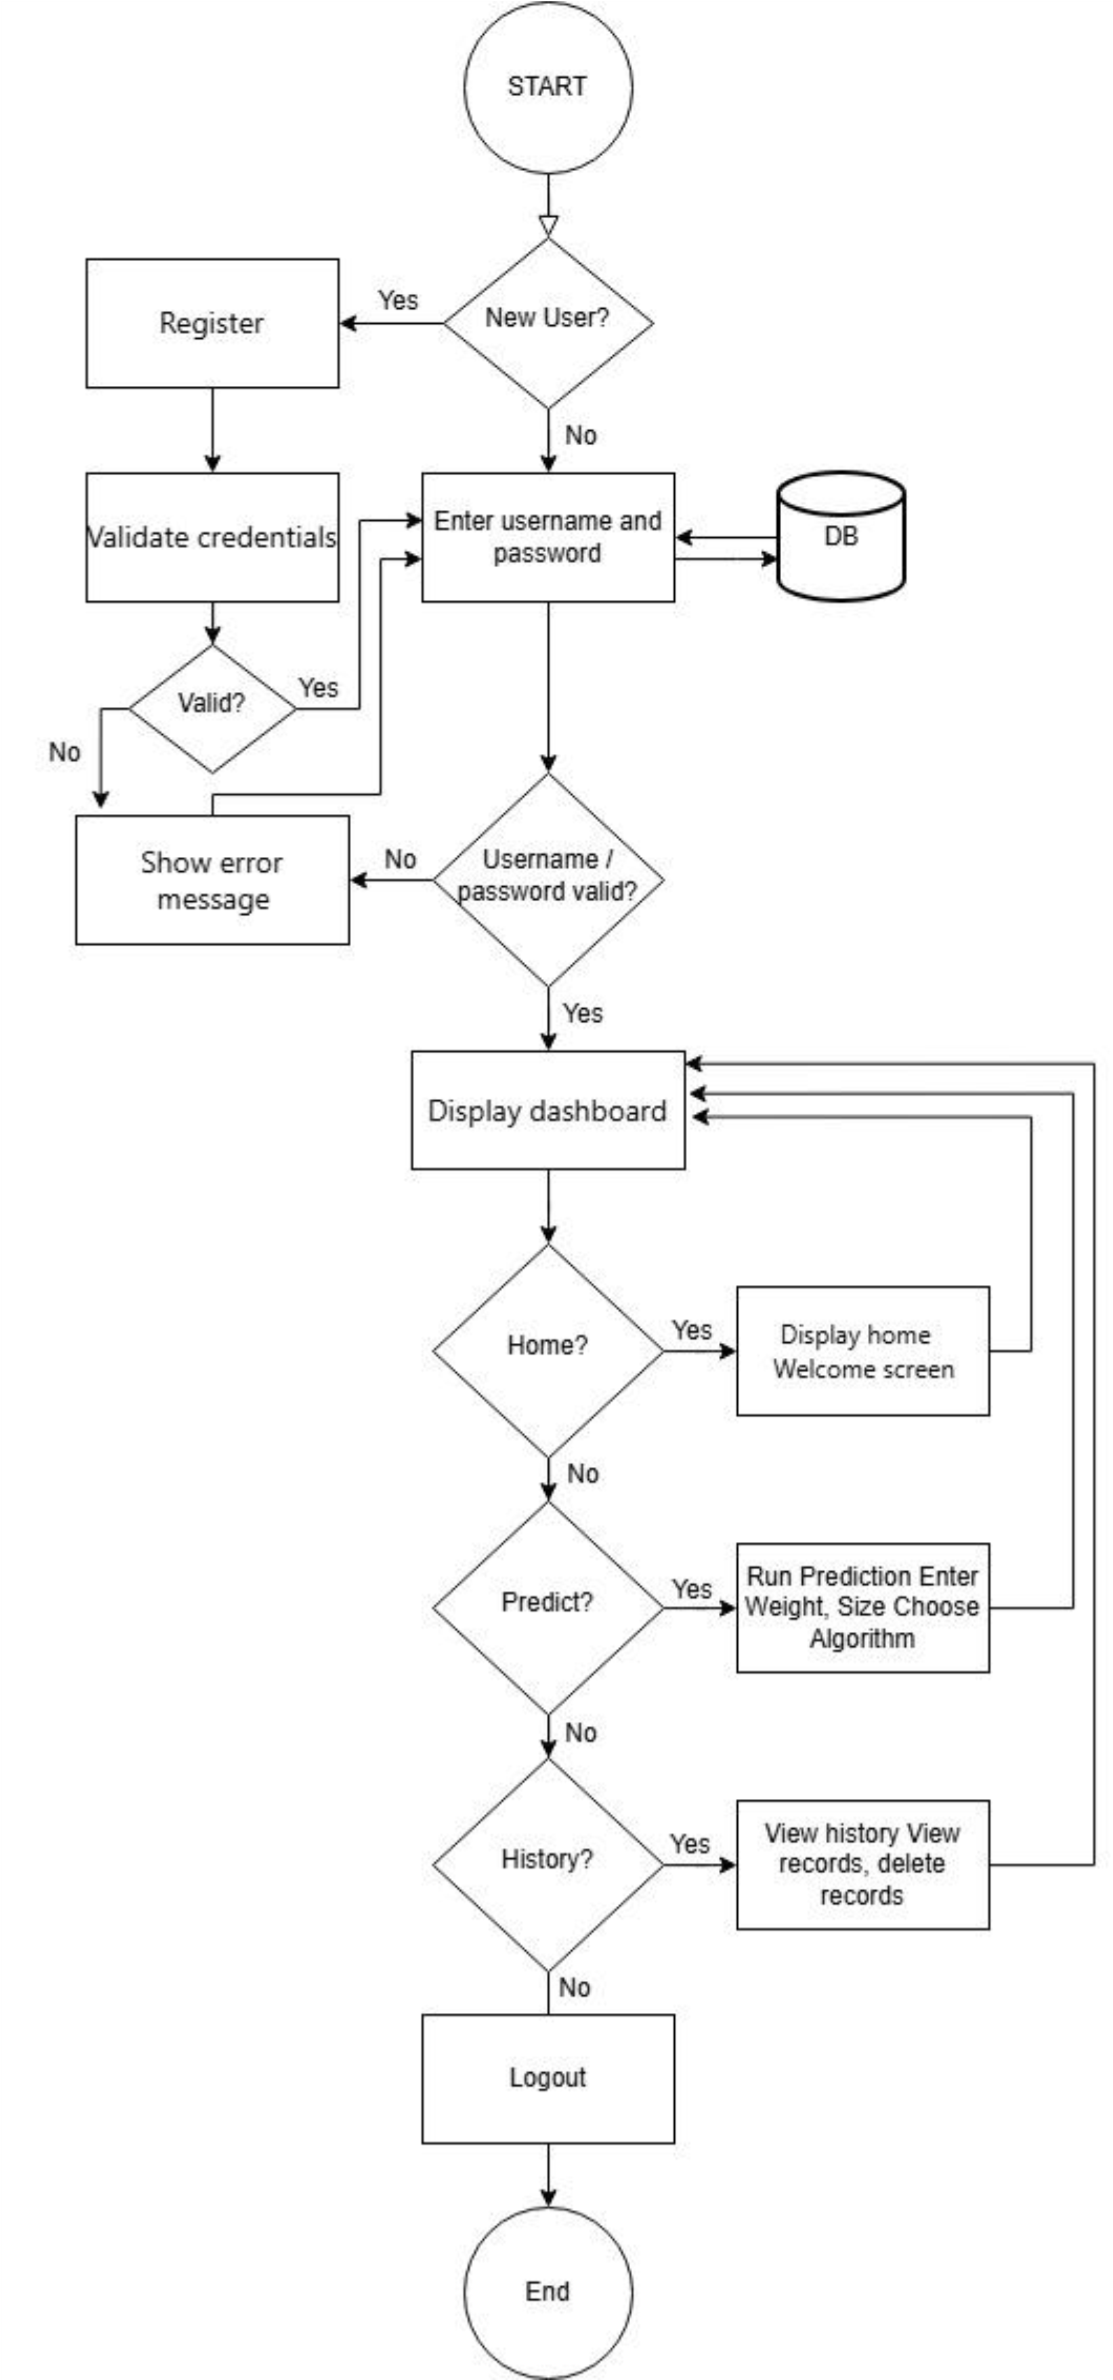 START
New User?
Yes
Register
No
Validate credentials
Enter username and
password
DB
Valid?
Yes
No
Show error
message
No
Username /
password valid?
Yes
Display dashboard
Home?
Yes
Display home
Welcome screen
No
Predict?
Yes
Run Prediction Enter
Weight, Size Choose
Algorithm
No
History?
Yes
View history View
records, delete
records
No
Logout
End